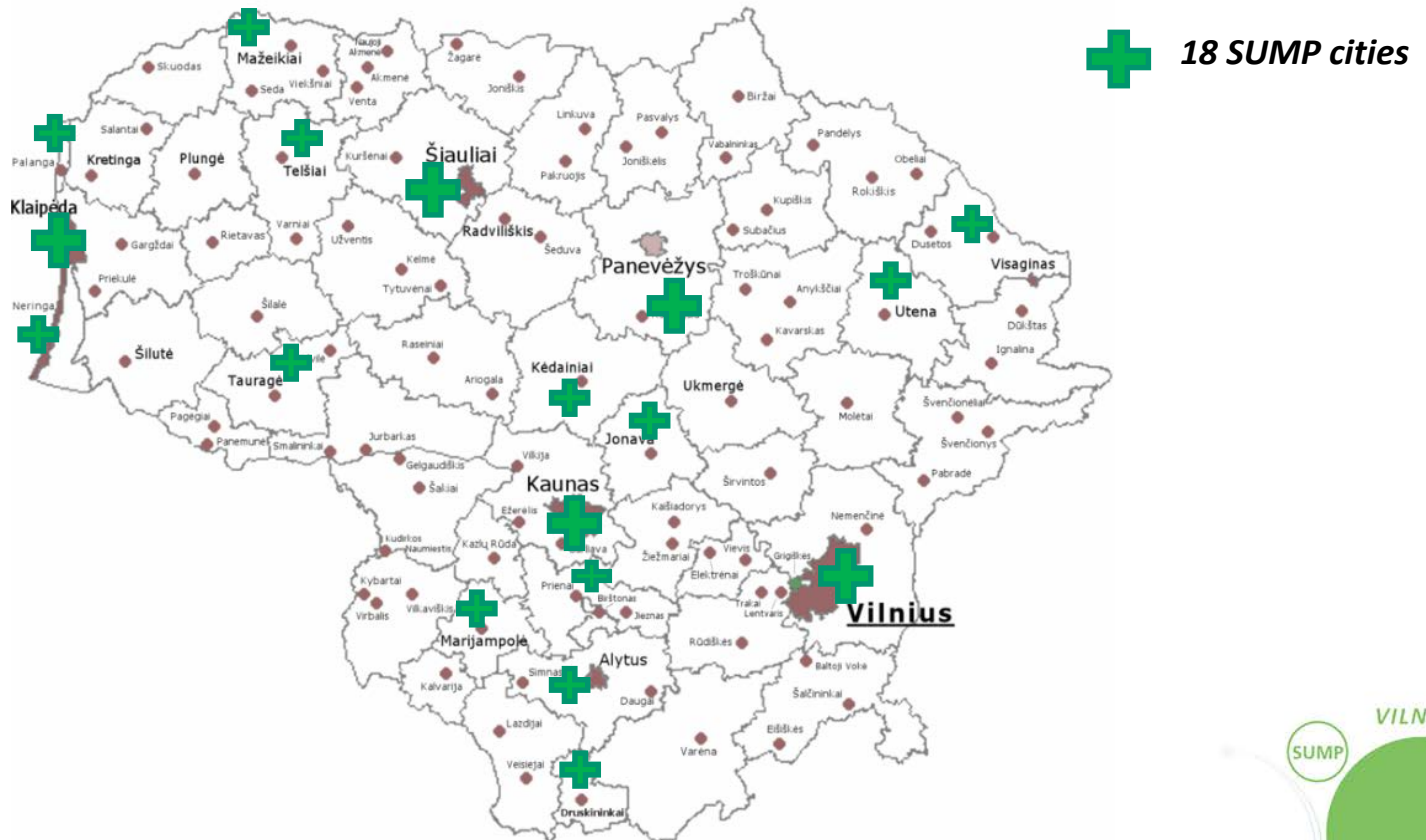 18 SUMP cities
Mažeikiai
Naujoji
Akmenė
Žagarė
Skuodas
Seda
Viekšniai
Akmenė
Venta
Joniškis
Biržai
Linkuva
Pasvalys
Salantai
Pandėlys
Palanga
Kretinga
Plungė
Telšiai
Kuršėnai
Šiauliai
Joniškėlis
Vabalninkas
Obeliai
Pakruojis
Rokiškis
Klaipėda
Gargždai
Rietavas
Varniai
Užventis
Radviliškis
Šeduva
Kupiškis
Subačius
Dusetos
Visaginas
Priekulė
Kelmė
Tytuvėnai
Panevėžys
Troškūnai
Anykščiai
Neringa
Šilalė
Utena
Dūkštas
Šilutė
Raseiniai
Kavarskas
Ignalina
Tauragė
Ariogala
Kėdainiai
Ukmergė
Molėtai
Švenčionėliai
Pagėgiai
Panemunė
Smalininkai
Jurbarkas
Jonava
Švenčionys
Gelgaudiškis
Vilkija
Šakiai
Širvintos
Pabradė
Kaunas
Ežerėlis
Kaišiadorys
Nemenčinė
Kudirkos
Naumiestis
Kazlų Rūda
Žiežmariai
Vievis
Grigiškės
Elektrėnai
Kybartai
Virbalis
Vilkaviškis
Prienai
Birštonas
Jieznas
Trakai
Lentvaris
Vilnius
Marijampolė
Rūdiškės
Alytus
Simnas
Kalvarija
Daugai
Baltoji Vokė
Šalčininkai
Lazdijai
Varėna
Eišiškės
Veisiejai
Druskininkai
VILN
SUMP